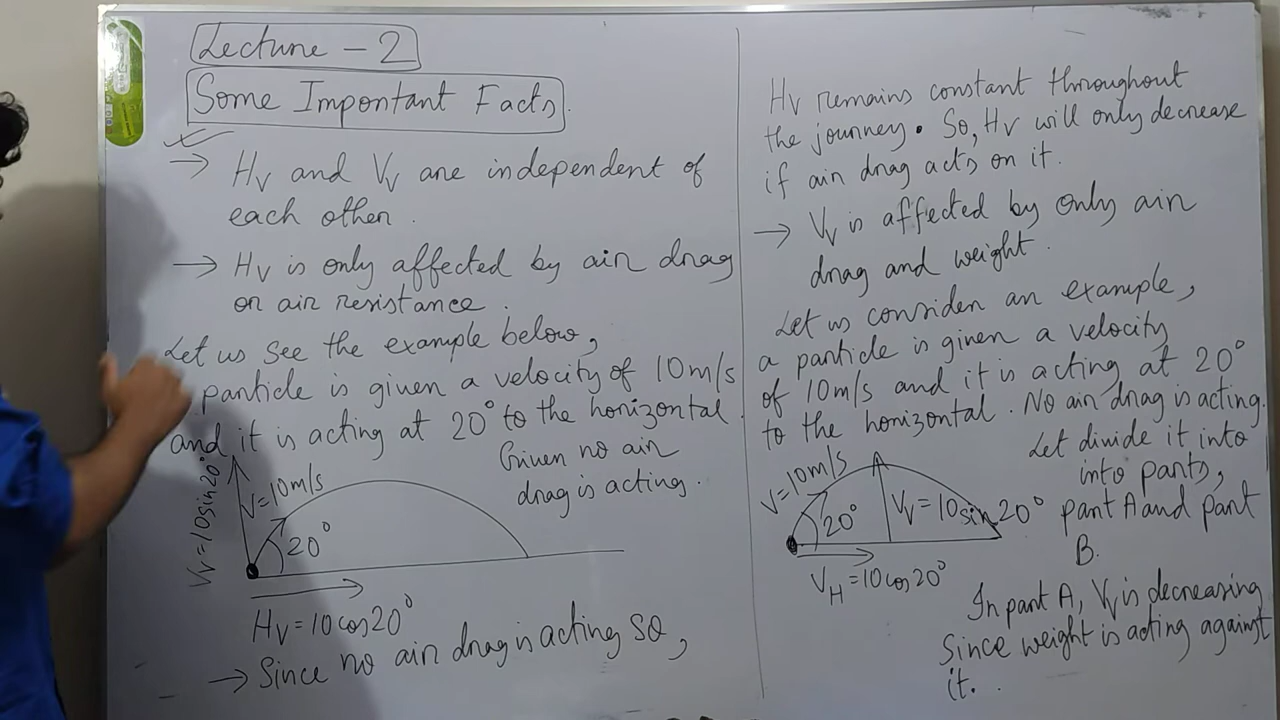 Lecture - 2
Some Important Facts.
→ Hv and Vv are independent of
each other.
→ Hv is only affected by air drag
or air resistance.
Let us see the example below,
particle is given a velocity of 10m/s
and it is acting at 20° to the horizontal.
Given no air
drag is acting.
Vv=10sin20°
V=10m/s
20°
Hv=10cos20°
→ Since no air drag is acting so,
Hv remains constant throughout
the journey. So, Hv will only decrease
if air drag acts on it.
→ Vv is affected by only air
drag and weight.
Let us consider an example,
a particle is given a velocity
of 10m/s and it is acting at 20°
to the horizontal. No air drag is acting.
Let divide it into
into parts,
part A and part
B.
V=10m/s
20°
Vv=10sin20°
VH=10cos20°
In part A, Vv is decreasing
Since weight is acting against
it.